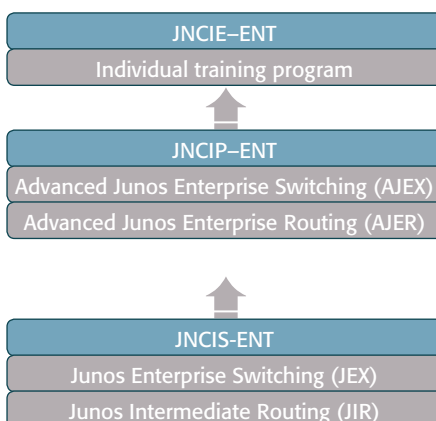 JNCIE–ENT
Individual training program
JNCIP–ENT
Advanced Junos Enterprise Switching (AJEX)
Advanced Junos Enterprise Routing (AJER)
JNCIS-ENT
Junos Enterprise Switching (JEX)
Junos Intermediate Routing (JIR)